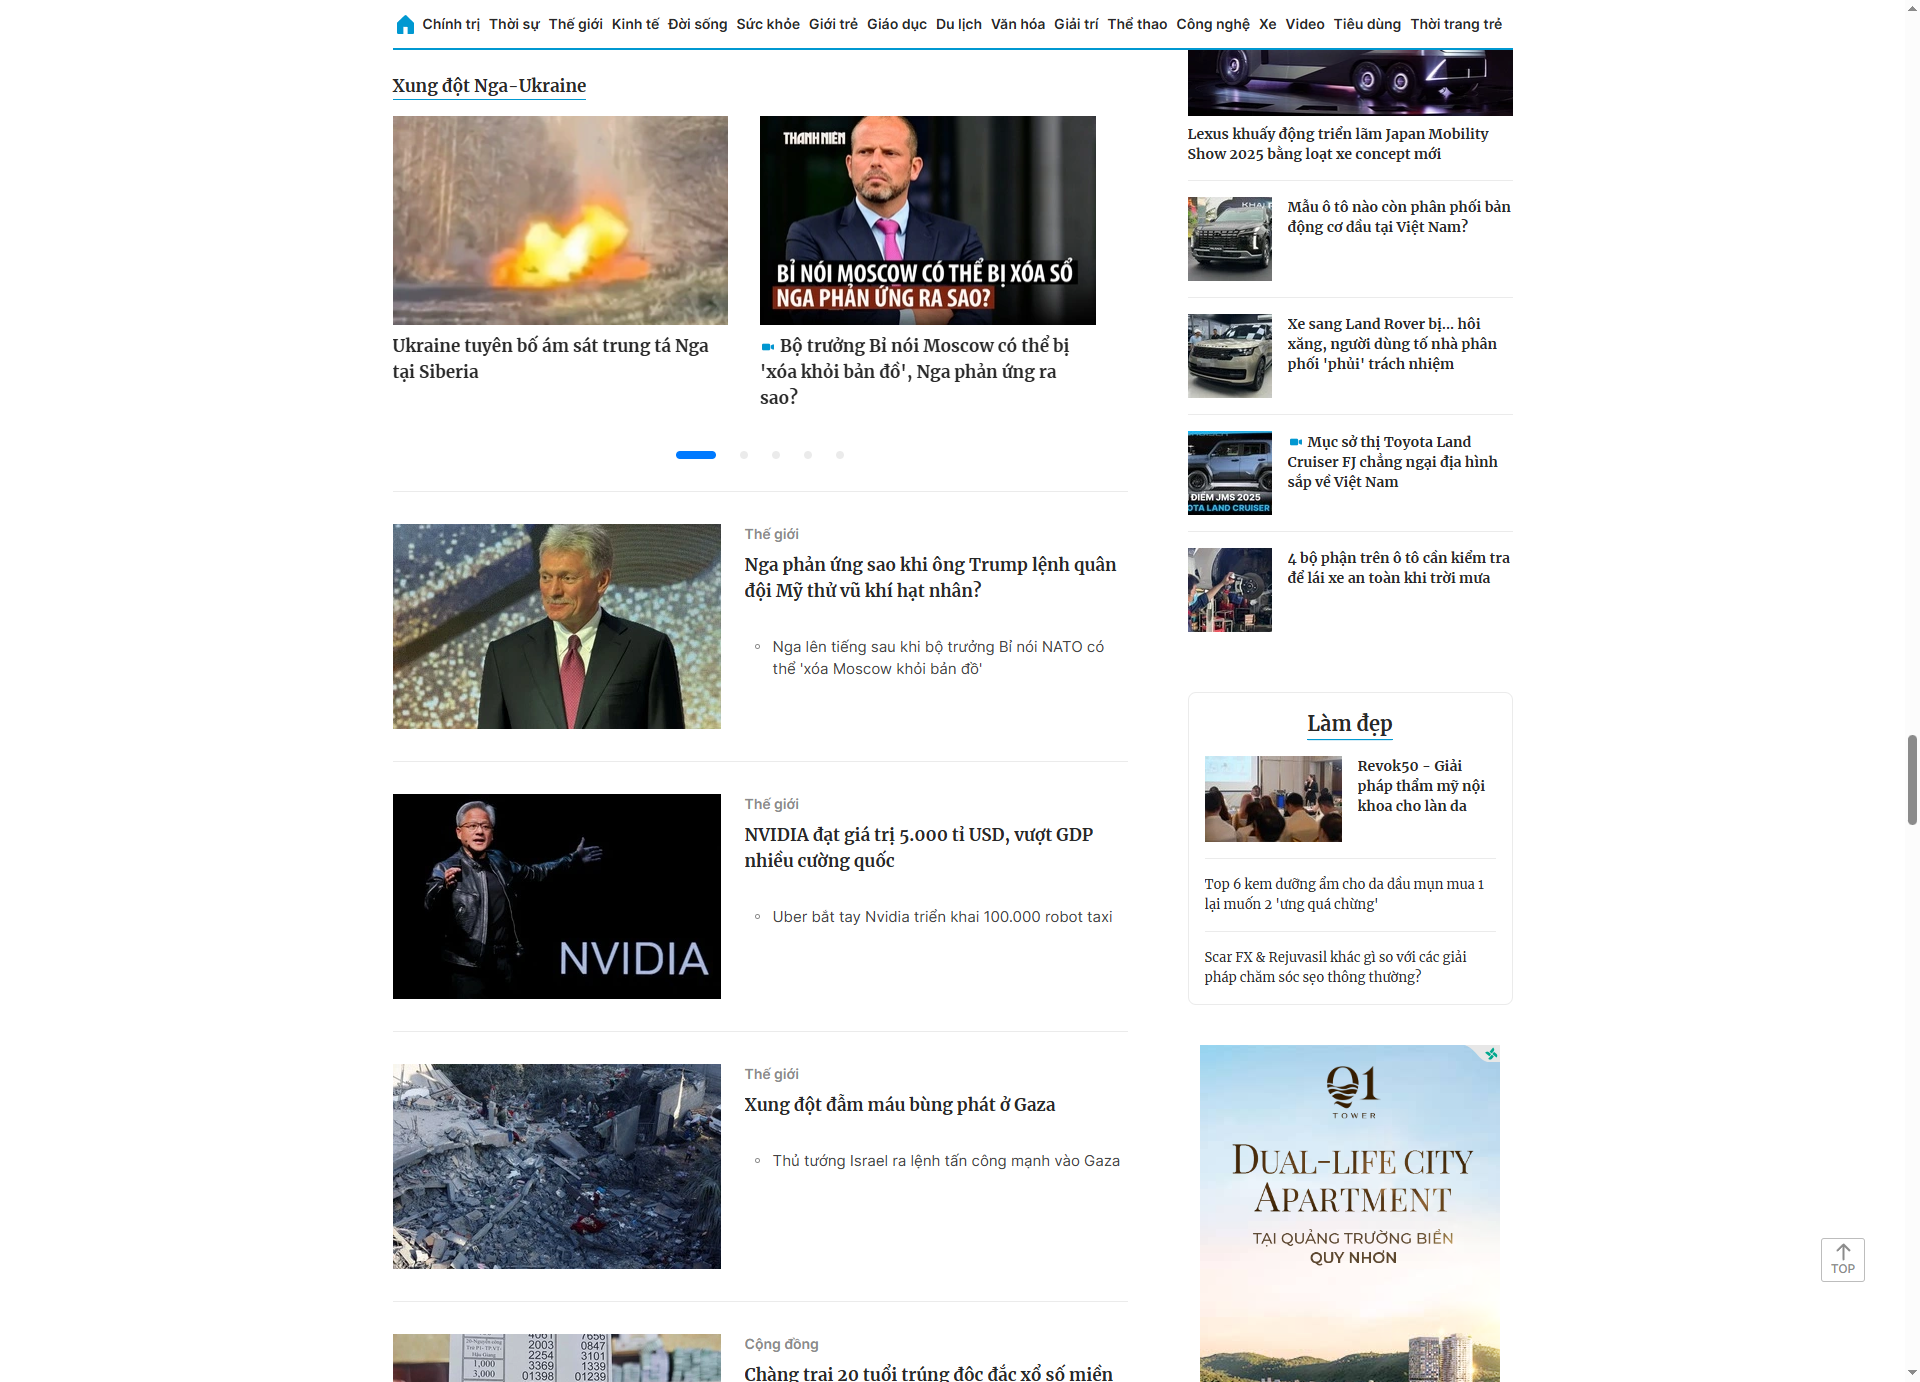 Chính trị Thời sự Thế giới Kinh tế Đời sống Sức khỏe Giới trẻ Giáo dục Du lịch Văn hóa Giải trí Thể thao Công nghệ Xe Video Tiêu dùng Thời trang trẻ
Xung đột Nga-Ukraine
THANH NIÊN
BỈ NÓI MOSCOW CÓ THỂ BỊ XÓA SỔ
NGA PHẢN ỨNG RA SAO?
Ukraine tuyên bố ám sát trung tá Nga
tại Siberia
Bộ trưởng Bỉ nói Moscow có thể bị
'xóa khỏi bản đồ', Nga phản ứng ra
sao?
Thế giới
Nga phản ứng sao khi ông Trump lệnh quân
đội Mỹ thử vũ khí hạt nhân?
Nga lên tiếng sau khi bộ trưởng Bỉ nói NATO có
thể 'xóa Moscow khỏi bản đồ'
NVIDIA
Thế giới
NVIDIA đạt giá trị 5.000 tỉ USD, vượt GDP
nhiều cường quốc
Uber bắt tay Nvidia triển khai 100.000 robot taxi
Thế giới
Xung đột đẫm máu bùng phát ở Gaza
Thủ tướng Israel ra lệnh tấn công mạnh vào Gaza
1,000
3,000
2003
2254
3369
01398
7656
0847
3101
1339
01239
Cộng đồng
Chàng trai 20 tuổi trúng độc đắc xổ số miền
Lexus khuấy động triển lãm Japan Mobility
Show 2025 bằng loạt xe concept mới
Mẫu ô tô nào còn phân phối bản
động cơ dầu tại Việt Nam?
Xe sang Land Rover bị... hôi
xăng, người dùng tố nhà phân
phối 'phủi' trách nhiệm
ĐIỂM JMS 2025
OTA LAND CRUISER
Mục sở thị Toyota Land
Cruiser FJ chẳng ngại địa hình
sắp về Việt Nam
4 bộ phận trên ô tô cần kiểm tra
để lái xe an toàn khi trời mưa
Làm đẹp
Revok50 - Giải
pháp thẩm mỹ nội
khoa cho làn da
Top 6 kem dưỡng ẩm cho da dầu mụn mua 1
lại muốn 2 'ưng quá chừng'
Scar FX & Rejuvasil khác gì so với các giải
pháp chăm sóc sẹo thông thường?
Q1
TOWER
DUAL-LIFE CITY
APARTMENT
TẠI QUẢNG TRƯỜNG BIỂN
QUY NHƠN
TOP